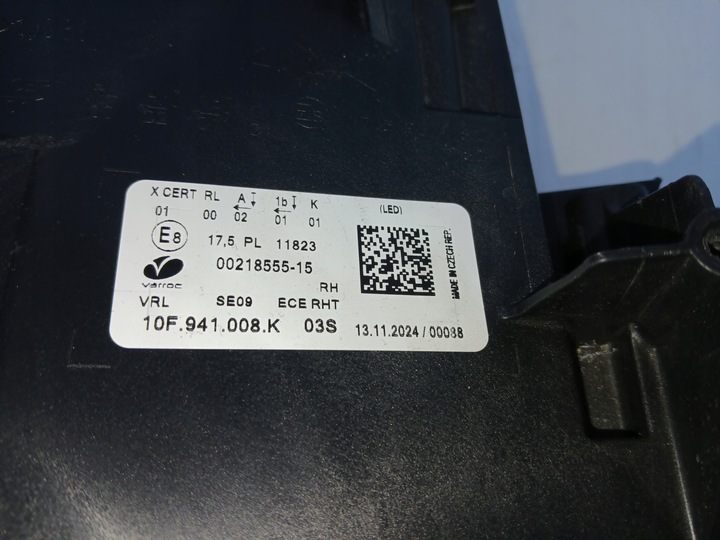 X CERT RL A↧ 1b↧ K
01 00 ←02 ←01 01
(LED)
E8 17,5 PL 11823
varroc
00218555-15
RH
VRL SE09 ECE RHT
10F.941.008.K 03S 13.11.2024 / 00038
MADE IN CZECH REP.